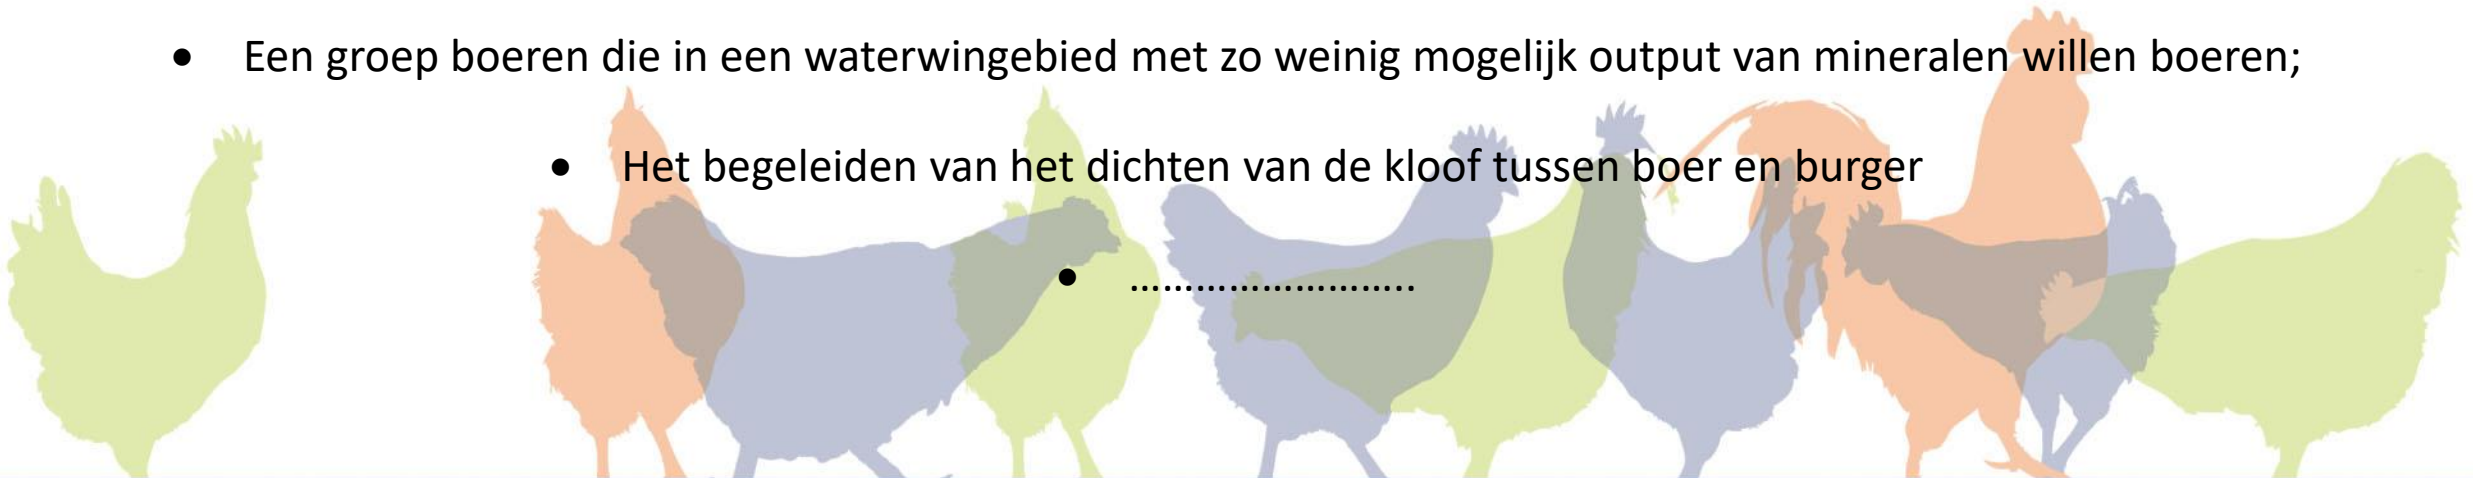 • Een groep boeren die in een waterwingebied met zo weinig mogelijk output van mineralen willen boeren;
• Het begeleiden van het dichten van de kloof tussen boer en burger
• ……………………..